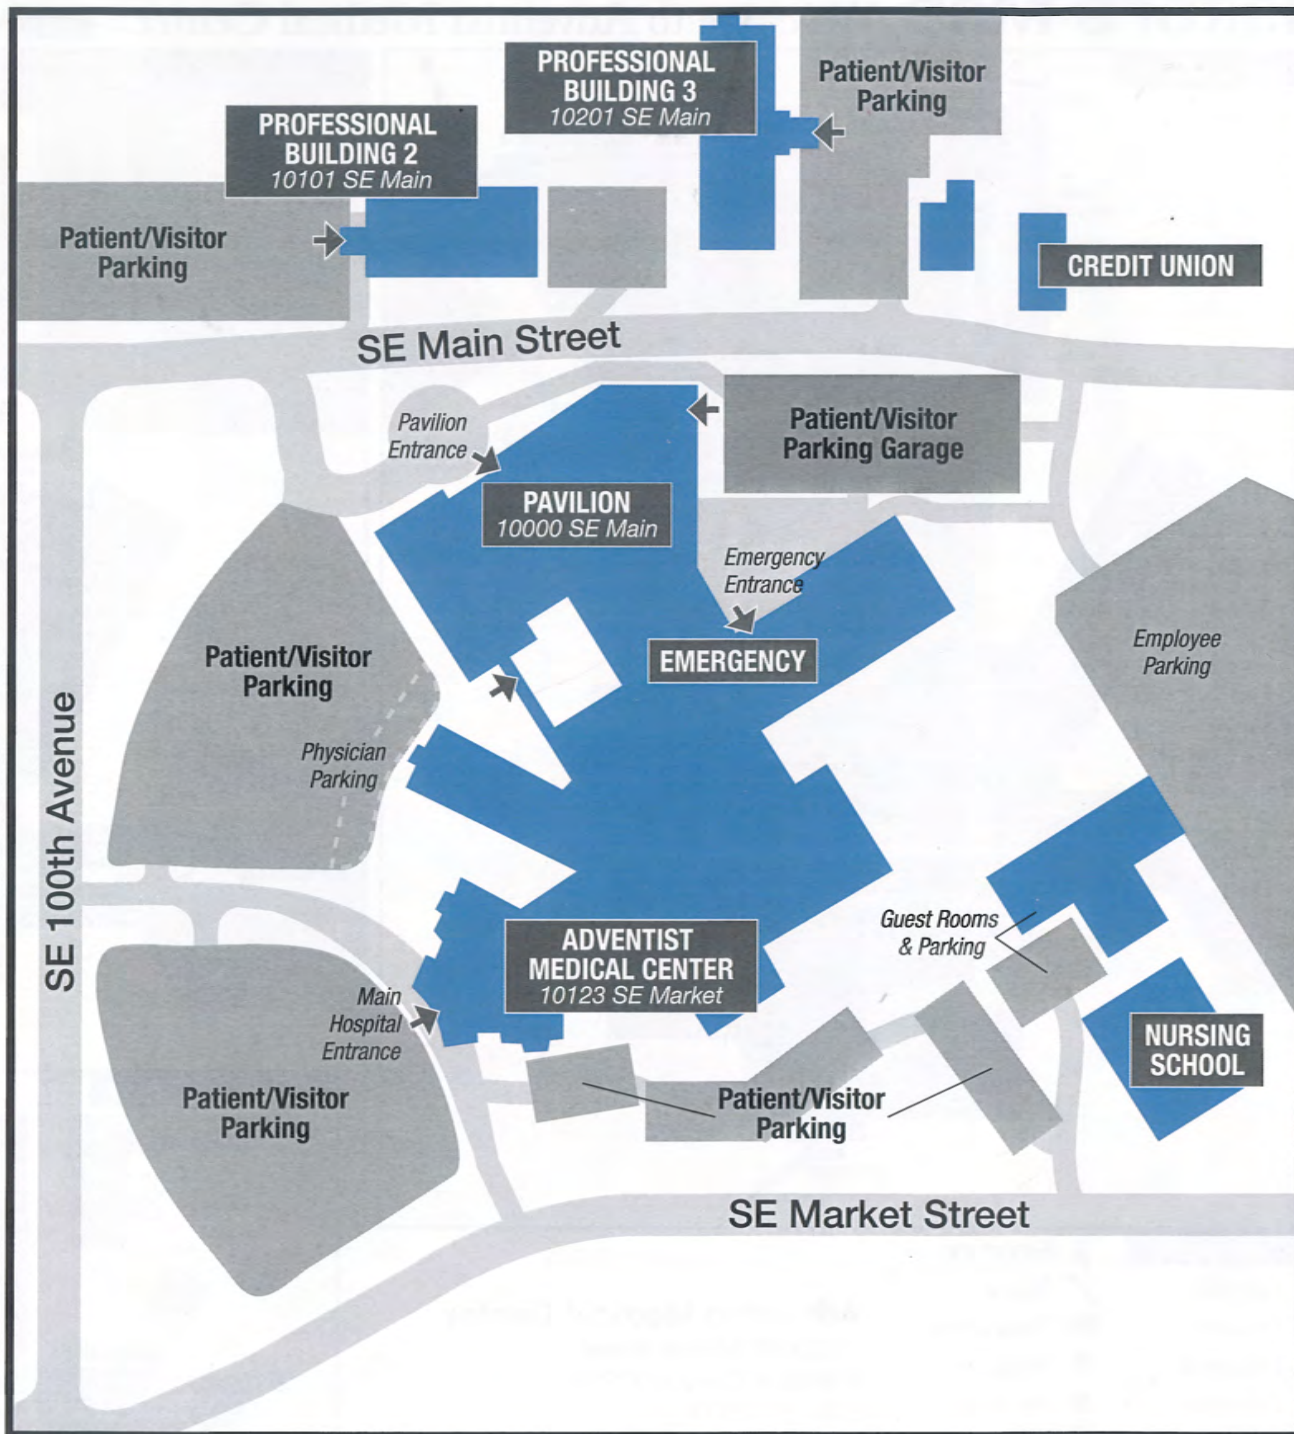 PROFESSIONAL
BUILDING 3
10201 SE Main
Patient/Visitor
Parking
PROFESSIONAL
BUILDING 2
10101 SE Main
Patient/Visitor
Parking
CREDIT UNION
SE Main Street
Pavilion
Entrance
Patient/Visitor
Parking Garage
PAVILION
10000 SE Main
Emergency
Entrance
EMERGENCY
Employee
Parking
Patient/Visitor
Parking
Physician
Parking
SE 100th Avenue
Guest Rooms
& Parking
ADVENTIST
MEDICAL CENTER
10123 SE Market
Main
Hospital
Entrance
NURSING
SCHOOL
Patient/Visitor
Parking
Patient/Visitor
Parking
SE Market Street